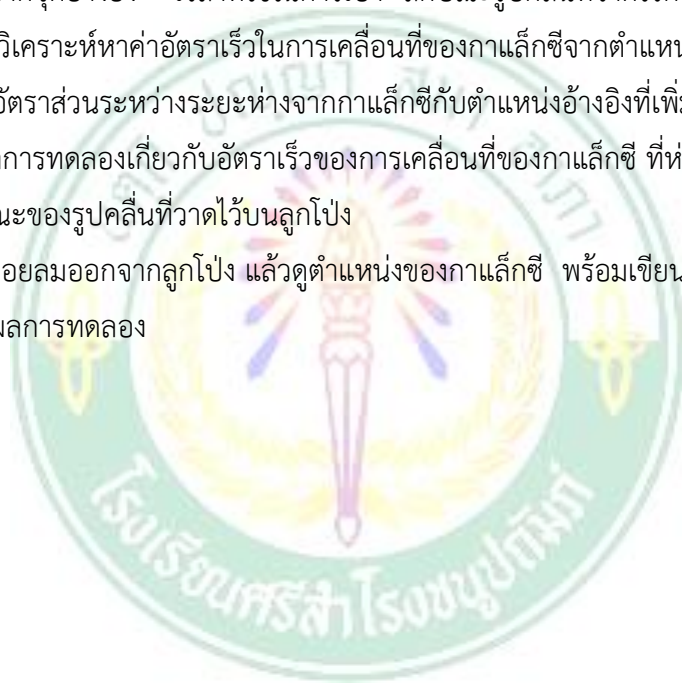 วิเคราะห์หาค่าอัตราเร็วในการเคลื่อนที่ของกาแล็กซีจากตำแหน
อัตราส่วนระหว่างระยะห่างจากกาแล็กซีกับตำแหน่งอ้างอิงที่เพิ่ม
การทดลองเกี่ยวกับอัตราเร็วของการเคลื่อนที่ของกาแล็กซี ที่ห่
ณะของรูปคลื่นที่วาดไว้บนลูกโป่ง
อยลมออกจากลูกโป่ง แล้วดูตำแหน่งของกาแล็กซี พร้อมเขียน
ผลการทดลอง
โรงเรียนศรีสำโรงชนูปถัมภ์